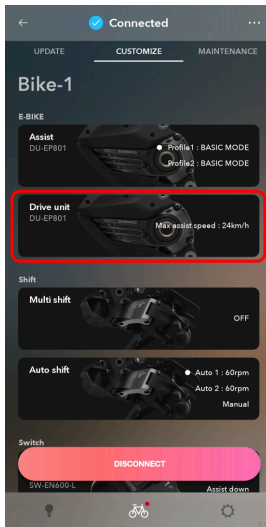 Connected
UPDATE CUSTOMIZE MAINTENANCE
Bike-1
E-BIKE
Assist
DU-EP801
Profile1 : BASIC MODE
Profile2 : BASIC MODE
Drive unit
DU-EP801
Max assist speed : 24km/h
Shift
Multi shift
OFF
Auto shift
Auto 1 : 60rpm
Auto 2 : 60rpm
Manual
Switch
DISCONNECT
SW-EN600-L
Assist down